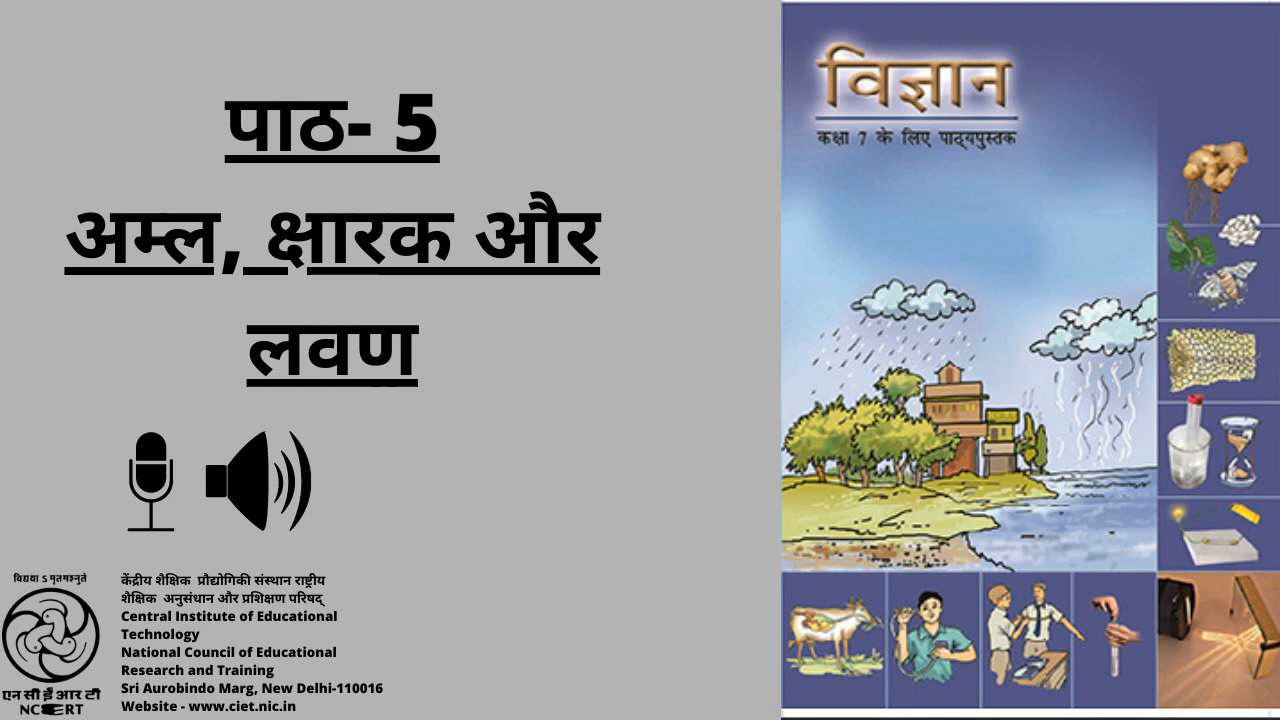 पाठ- 5
अम्ल, क्षारक और
लवण
विद्यया ऽ मृतमश्नुते
एन सी ई आर टी
NCERT
केंद्रीय शैक्षिक प्रौद्योगिकी संस्थान राष्ट्रीय
शैक्षिक अनुसंधान और प्रशिक्षण परिषद्
Central Institute of Educational
Technology
National Council of Educational
Research and Training
Sri Aurobindo Marg, New Delhi-110016
Website - www.ciet.nic.in
विज्ञान
कक्षा 7 के लिए पाठ्यपुस्तक